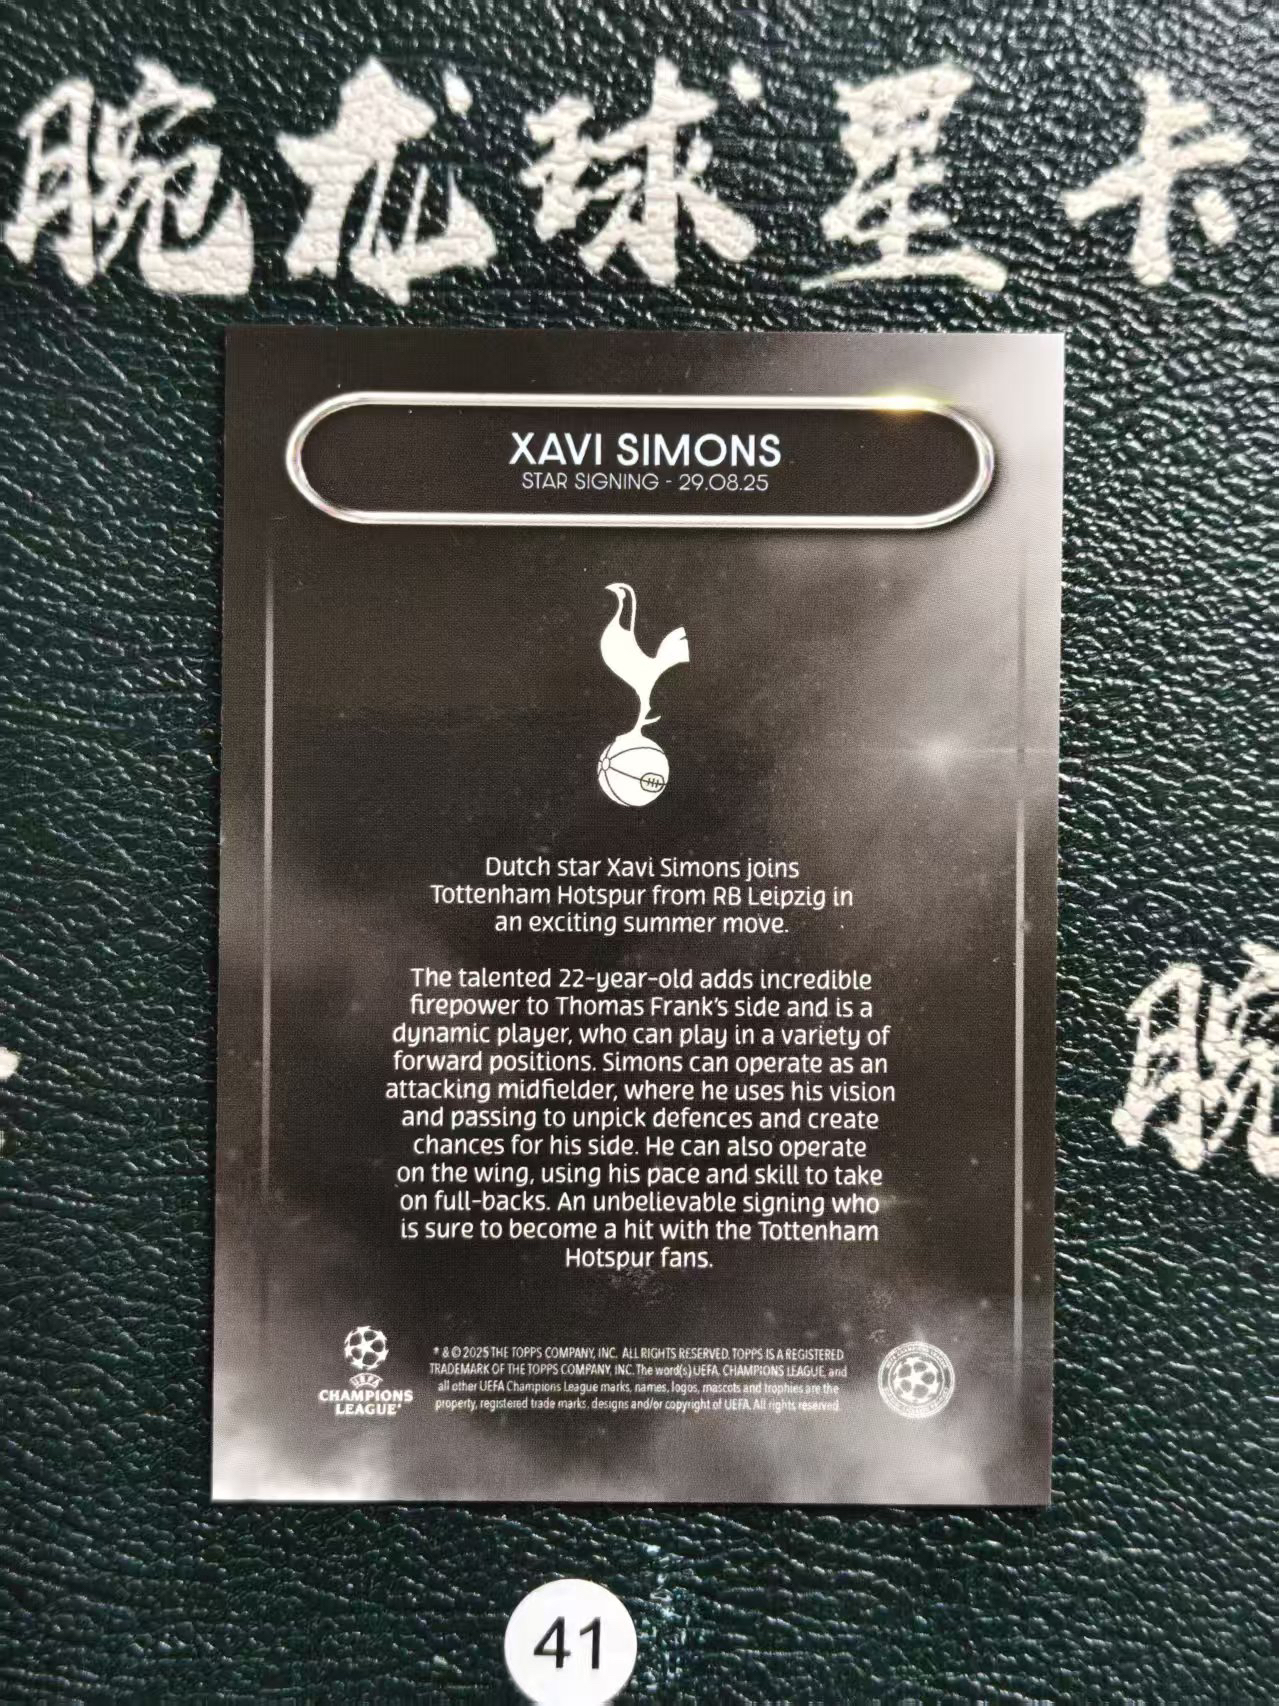 腕龙球星卡
XAVI SIMONS
STAR SIGNING - 29.08.25
Dutch star Xavi Simons joins
Tottenham Hotspur from RB Leipzig in
an exciting summer move.
The talented 22-year-old adds incredible
firepower to Thomas Frank's side and is a
dynamic player, who can play in a variety of
forward positions. Simons can operate as an
attacking midfielder, where he uses his vision
and passing to unpick defences and create
chances for his side. He can also operate
on the wing, using his pace and skill to take
on full-backs. An unbelievable signing who
is sure to become a hit with the Tottenham
Hotspur fans.
腕
UEFA
CHAMPIONS
LEAGUE
* & © 2025 THE TOPPS COMPANY, INC. ALL RIGHTS RESERVED. TOPPS IS A REGISTERED
TRADEMARK OF THE TOPPS COMPANY, INC. The word(s) UEFA, CHAMPIONS LEAGUE, and
all other UEFA Champions League marks, names, logos, mascots and trophies are the
property, registered trade marks, designs and/or copyright of UEFA. All rights reserved.
41